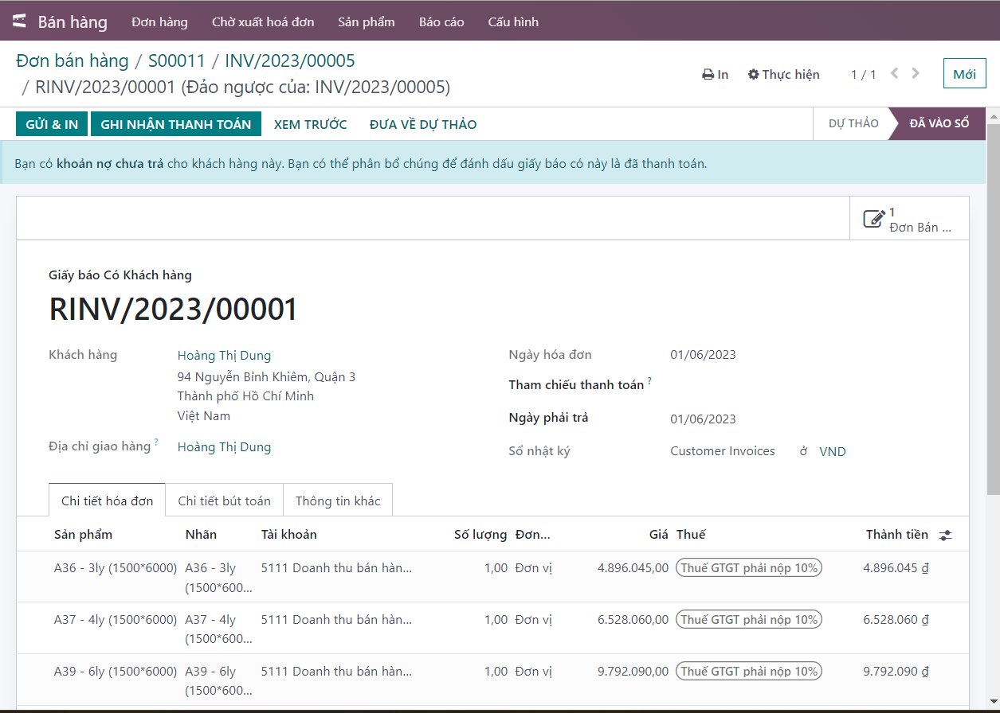 Bán hàng Đơn hàng Chờ xuất hoá đơn Sản phẩm Báo cáo Cấu hình
Đơn bán hàng / S00011 / INV/2023/00005
/ RINV/2023/00001 (Đảo ngược của: INV/2023/00005)
In Thực hiện 1 / 1 Mới
GỬI & IN GHI NHẬN THANH TOÁN XEM TRƯỚC ĐƯA VỀ DỰ THẢO DỰ THẢO ĐÃ VÀO SỔ
Bạn có khoản nợ chưa trả cho khách hàng này. Bạn có thể phân bổ chúng để đánh dấu giấy báo có này là đã thanh toán.
1
Đơn Bán ...
Giấy báo Có Khách hàng
RINV/2023/00001
Khách hàng Hoàng Thị Dung
94 Nguyễn Bỉnh Khiêm, Quận 3
Thành phố Hồ Chí Minh
Việt Nam
Địa chỉ giao hàng ? Hoàng Thị Dung
Ngày hóa đơn 01/06/2023
Tham chiếu thanh toán ?
Ngày phải trả 01/06/2023
Sổ nhật ký Customer Invoices ở VND
Chi tiết hóa đơn Chi tiết bút toán Thông tin khác
Sản phẩm Nhãn Tài khoản Số lượng Đơn... Giá Thuế Thành tiền
A36 - 3ly (1500*6000) A36 - 3ly 5111 Doanh thu bán hàn... 1,00 Đơn vị 4.896.045,00 Thuế GTGT phải nộp 10% 4.896.045 ₫
(1500*600...
A37 - 4ly (1500*6000) A37 - 4ly 5111 Doanh thu bán hàn... 1,00 Đơn vị 6.528.060,00 Thuế GTGT phải nộp 10% 6.528.060 ₫
(1500*600...
A39 - 6ly (1500*6000) A39 - 6ly 5111 Doanh thu bán hàn... 1,00 Đơn vị 9.792.090,00 Thuế GTGT phải nộp 10% 9.792.090 ₫
(1500*600...